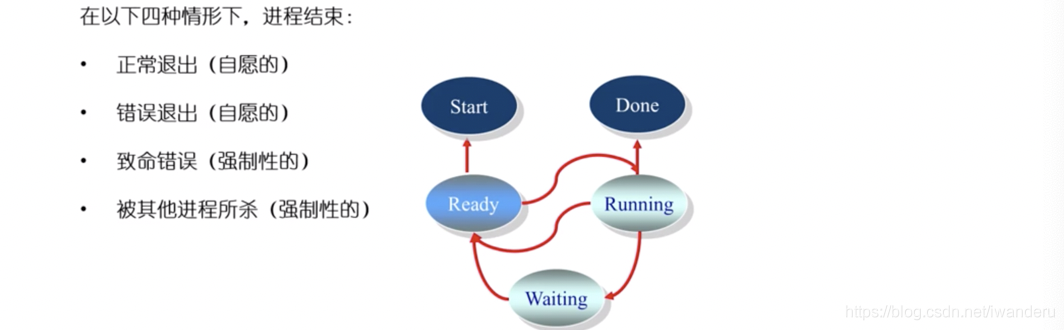 在以下四种情形下，进程结束：
• 正常退出（自愿的）
• 错误退出（自愿的）
• 致命错误（强制性的）
• 被其他进程所杀（强制性的）
Start
Done
Ready
Running
Waiting
https://blog.csdn.net/iwanderu